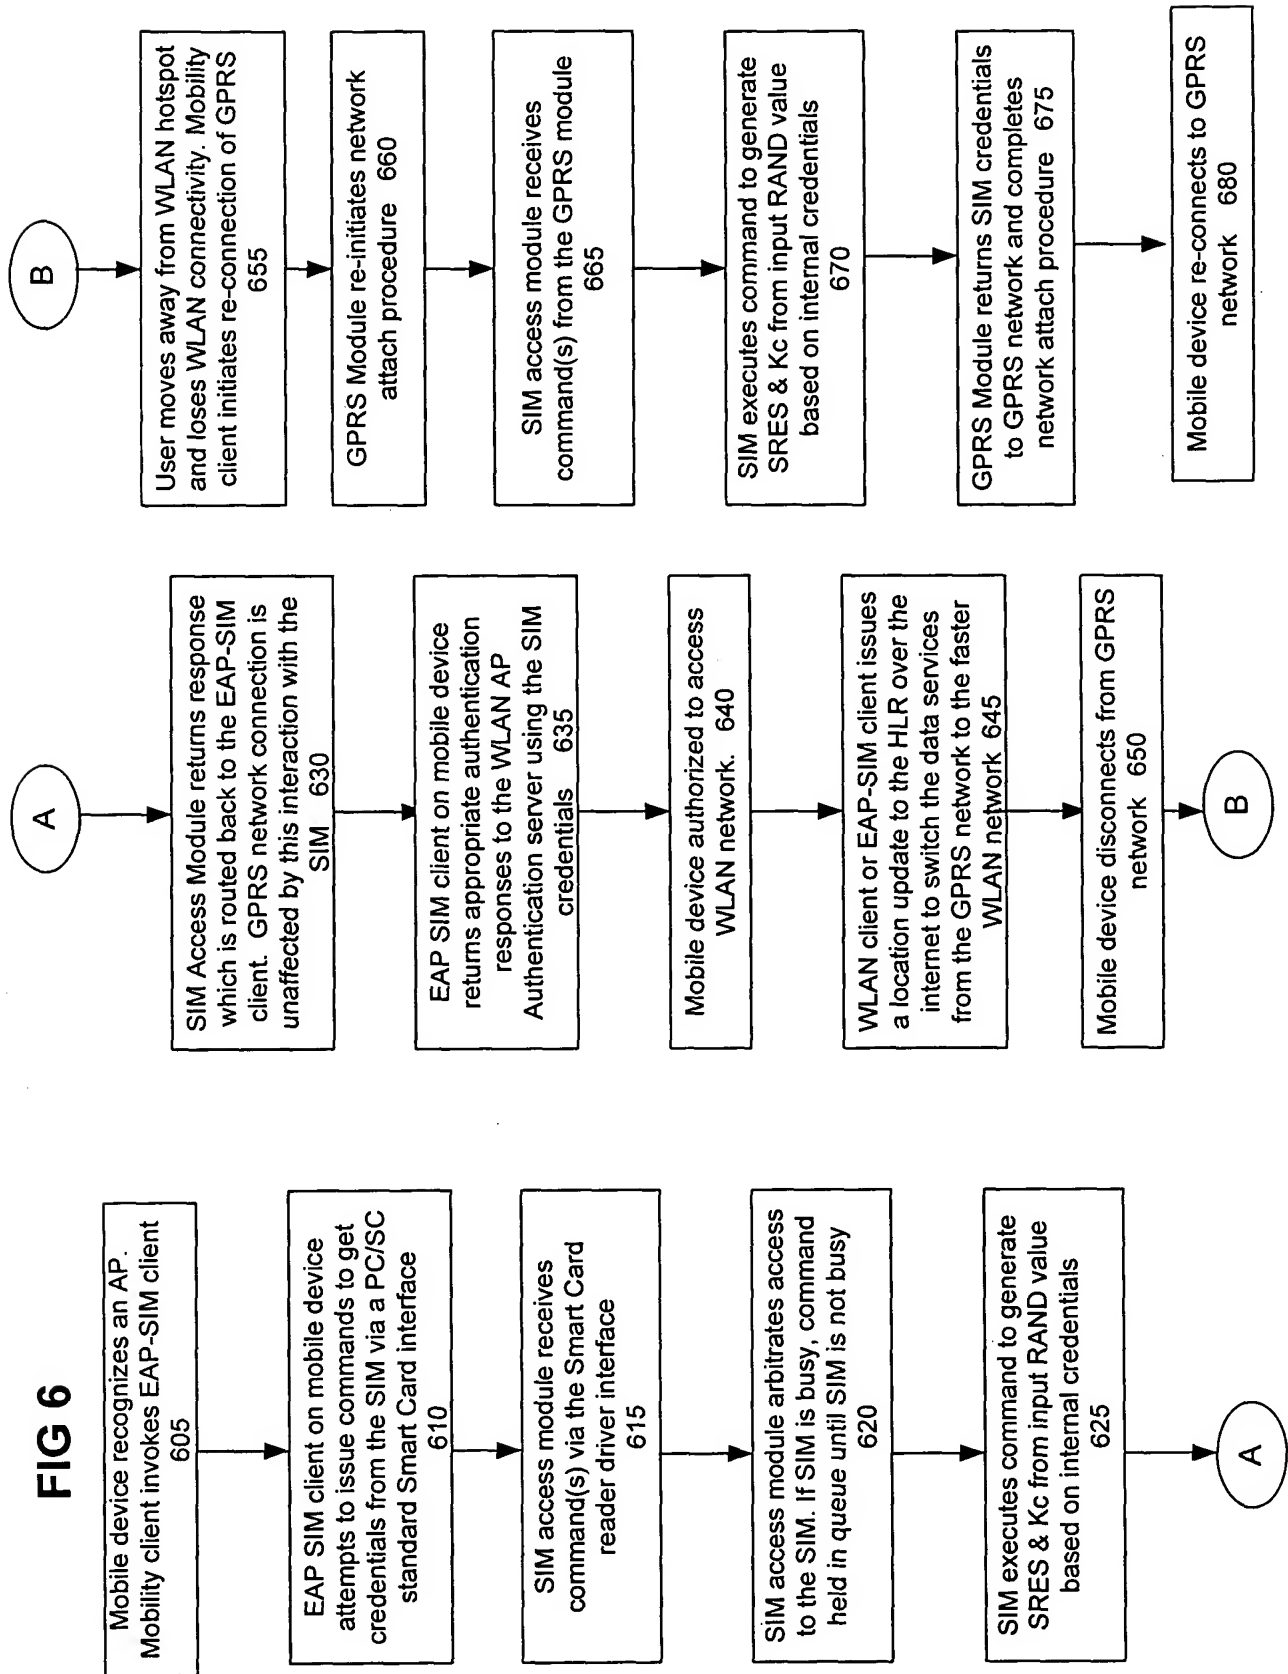 FIG 6
Mobile device recognizes an AP.
Mobility client invokes EAP-SIM client
605
EAP SIM client on mobile device
attempts to issue commands to get
credentials from the SIM via a PC/SC
standard Smart Card interface
610
SIM access module receives
command(s) via the Smart Card
reader driver interface
615
SIM access module arbitrates access
to the SIM. If SIM is busy, command
held in queue until SIM is not busy
620
SIM executes command to generate
SRES & Kc from input RAND value
based on internal credentials
625
A
A
SIM Access Module returns response
which is routed back to the EAP-SIM
client. GPRS network connection is
unaffected by this interaction with the
SIM 630
EAP SIM client on mobile device
returns appropriate authentication
responses to the WLAN AP
Authentication server using the SIM
credentials 635
Mobile device authorized to access
WLAN network. 640
WLAN client or EAP-SIM client issues
a location update to the HLR over the
internet to switch the data services
from the GPRS network to the faster
WLAN network 645
Mobile device disconnects from GPRS
network 650
B
B
User moves away from WLAN hotspot
and loses WLAN connectivity. Mobility
client initiates re-connection of GPRS
655
GPRS Module re-initiates network
attach procedure 660
SIM access module receives
command(s) from the GPRS module
665
SIM executes command to generate
SRES & Kc from input RAND value
based on internal credentials
670
GPRS Module returns SIM credentials
to GPRS network and completes
network attach procedure 675
Mobile device re-connects to GPRS
network 680